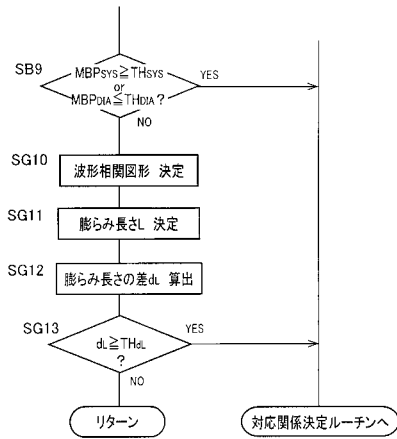 SB9
MBPSYS≧THSYS
or
MBPDIA≦THDIA?
YES
NO
SG10
波形相関図形 決定
SG11
膨らみ長さL 決定
SG12
膨らみ長さの差dL 算出
SG13
dL≧THdL
?
YES
NO
リターン
対応関係決定ルーチンへ